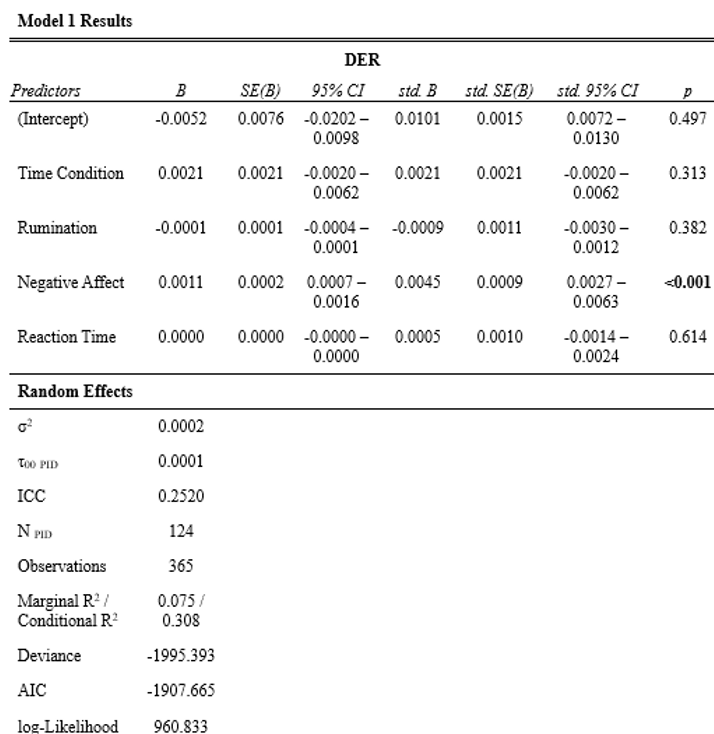 Model 1 Results
DER
Predictors B SE(B) 95% CI std. B std. SE(B) std. 95% CI p
(Intercept) -0.0052 0.0076 -0.0202 – 0.0101 0.0015 0.0072 – 0.497
0.0098 0.0130
Time Condition 0.0021 0.0021 -0.0020 – 0.0021 0.0021 -0.0020 – 0.313
0.0062 0.0062
Rumination -0.0001 0.0001 -0.0004 – -0.0009 0.0011 -0.0030 – 0.382
0.0001 0.0012
Negative Affect 0.0011 0.0002 0.0007 – 0.0045 0.0009 0.0027 – <0.001
0.0016 0.0063
Reaction Time 0.0000 0.0000 -0.0000 – 0.0005 0.0010 -0.0014 – 0.614
0.0000 0.0024
Random Effects
σ² 0.0002
τ₀₀ PID 0.0001
ICC 0.2520
N PID 124
Observations 365
Marginal R² / 0.075 /
Conditional R² 0.308
Deviance -1995.393
AIC -1907.665
log-Likelihood 960.833